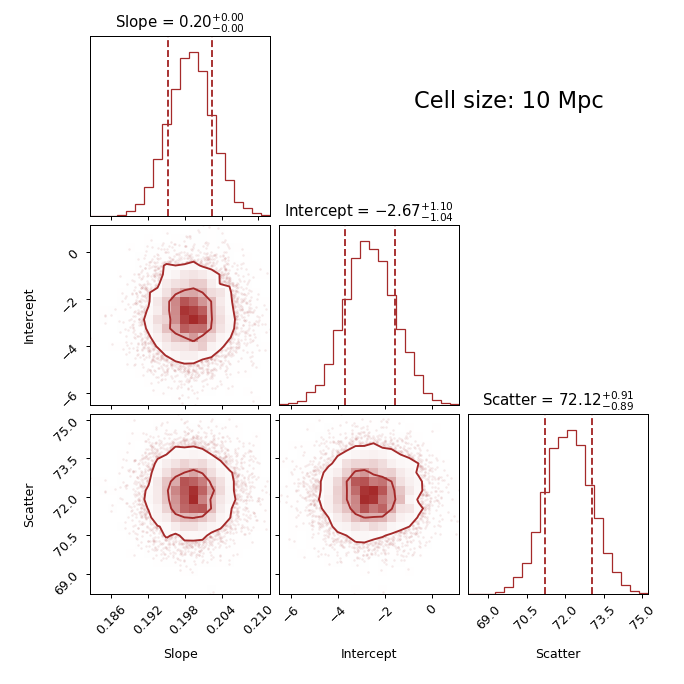 Slope = 0.20+0.00 −0.00
Cell size: 10 Mpc
Intercept = −2.67+1.10 −1.04
Intercept
0
−2
−4
−6
Scatter = 72.12+0.91 −0.89
Scatter
75.0
73.5
72.0
70.5
69.0
0.186 0.192 0.198 0.204 0.210
−6 −4 −2 0
69.0 70.5 72.0 73.5 75.0
Slope Intercept Scatter